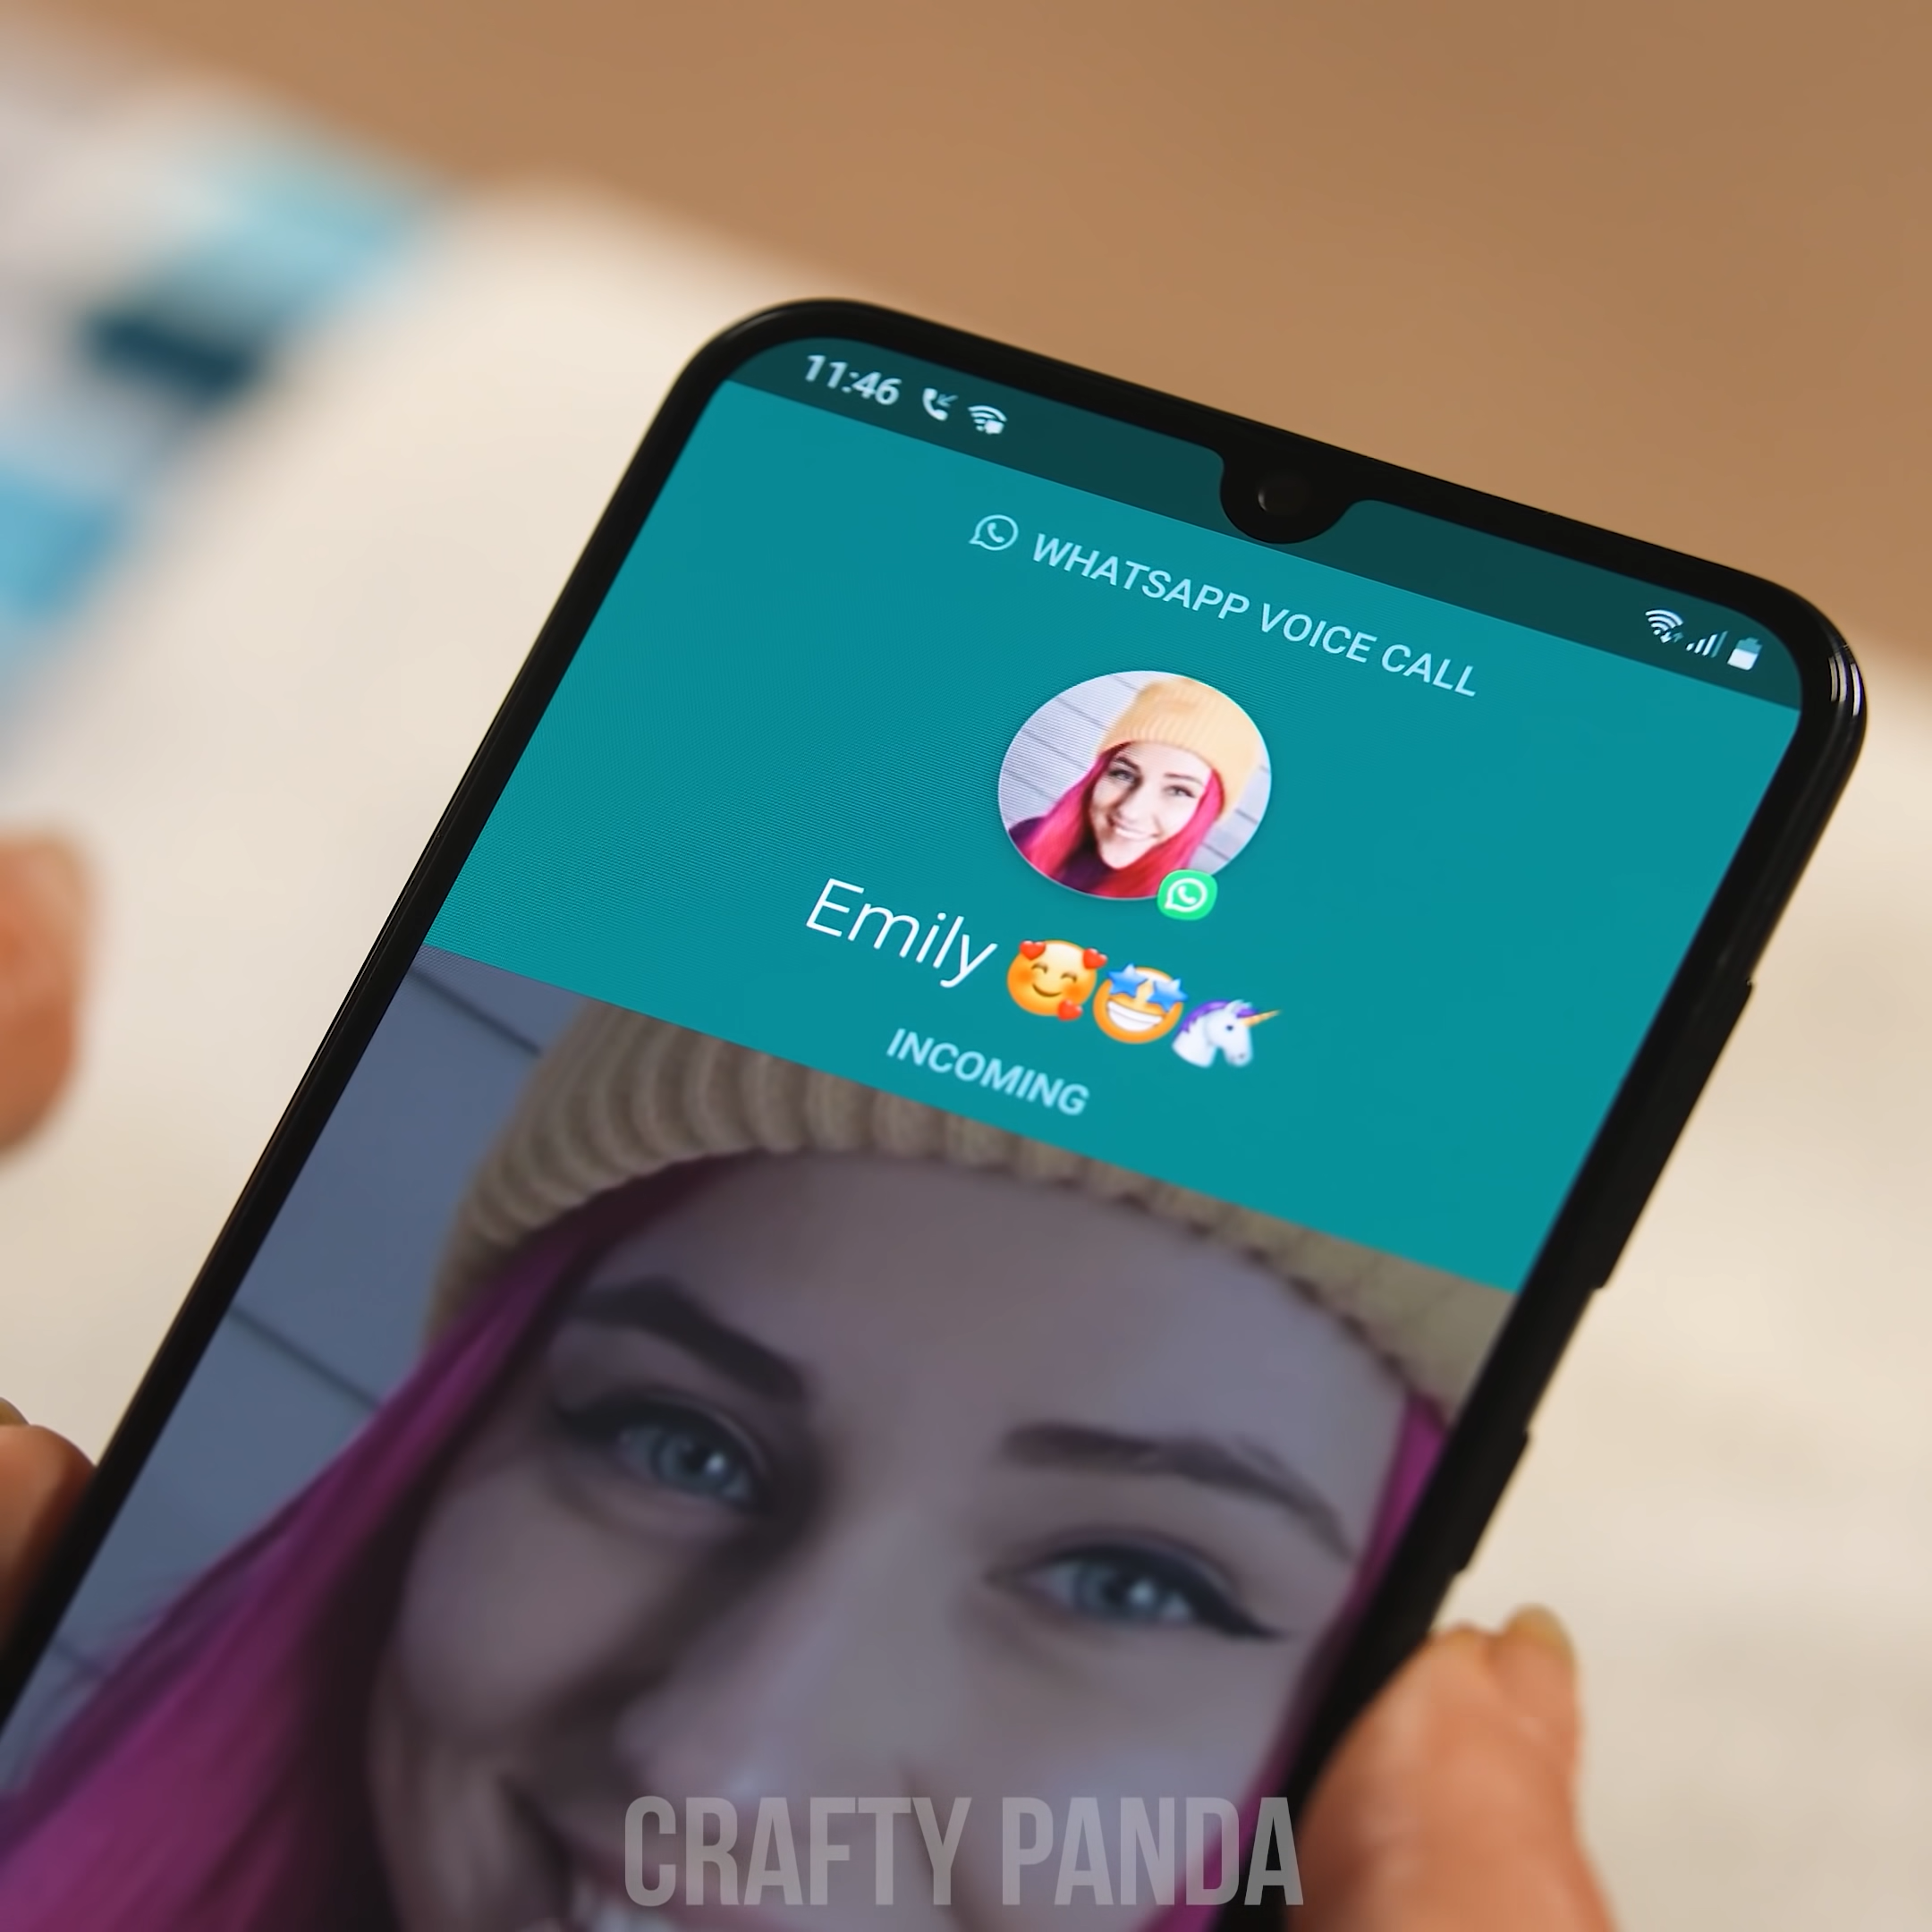 11:46
WHATSAPP VOICE CALL
Emily 🥰🤩🦄
INCOMING
CRAFTY PANDA